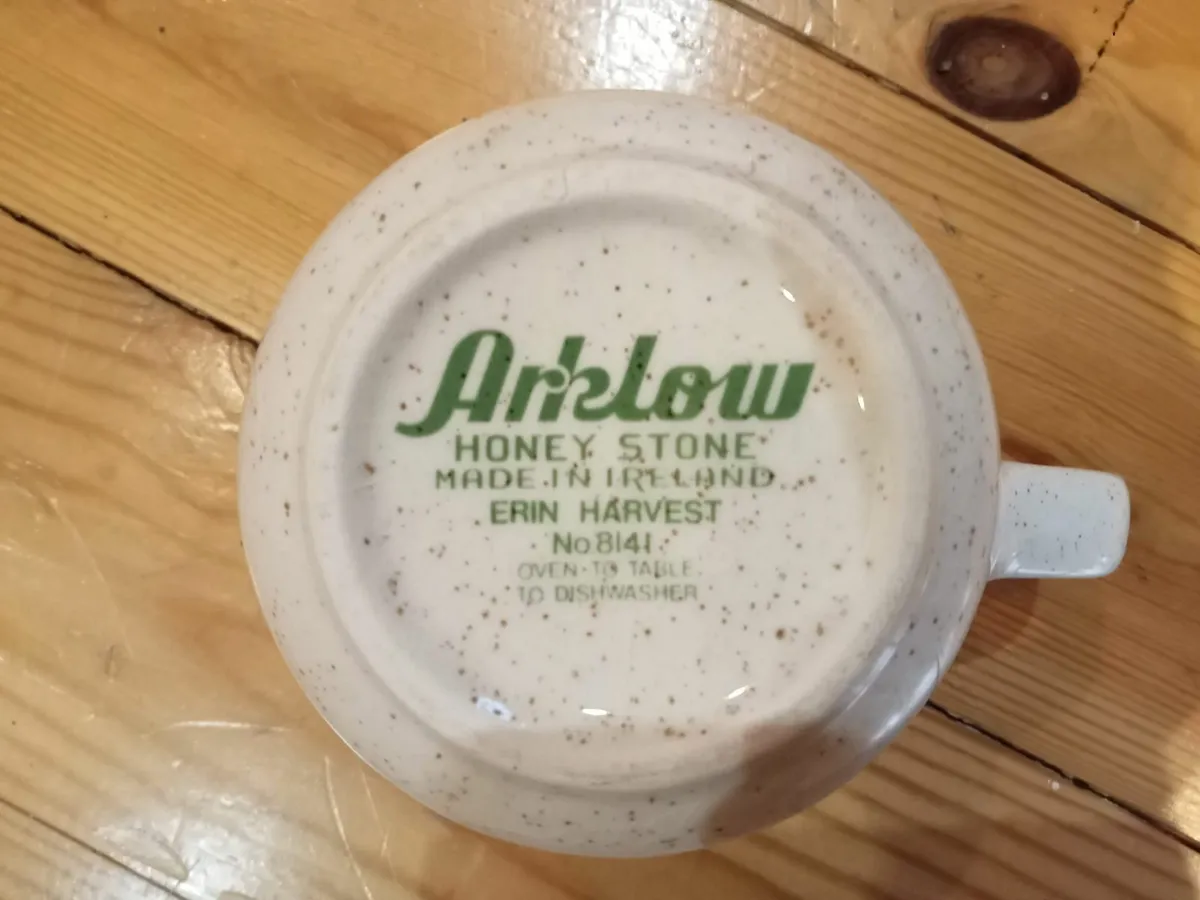 Arklow
HONEY STONE
MADE IN IRELAND
ERIN HARVEST
No 8141
OVEN TO TABLE
TO DISHWASHER